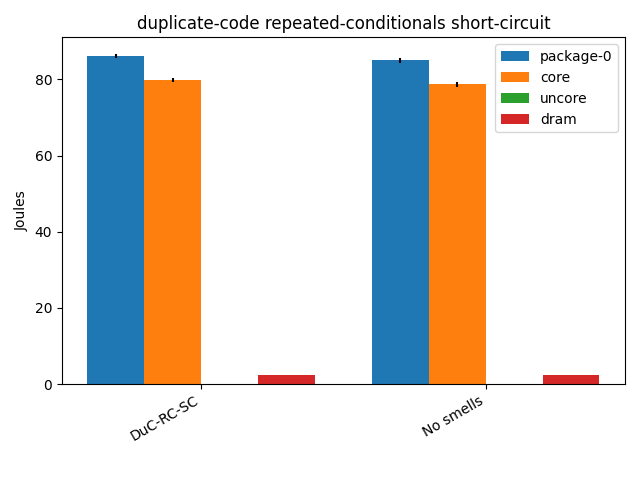 duplicate-code repeated-conditionals short-circuit
package-0
core
uncore
dram
Joules
80
60
40
20
0
DuC-RC-SC
No smells